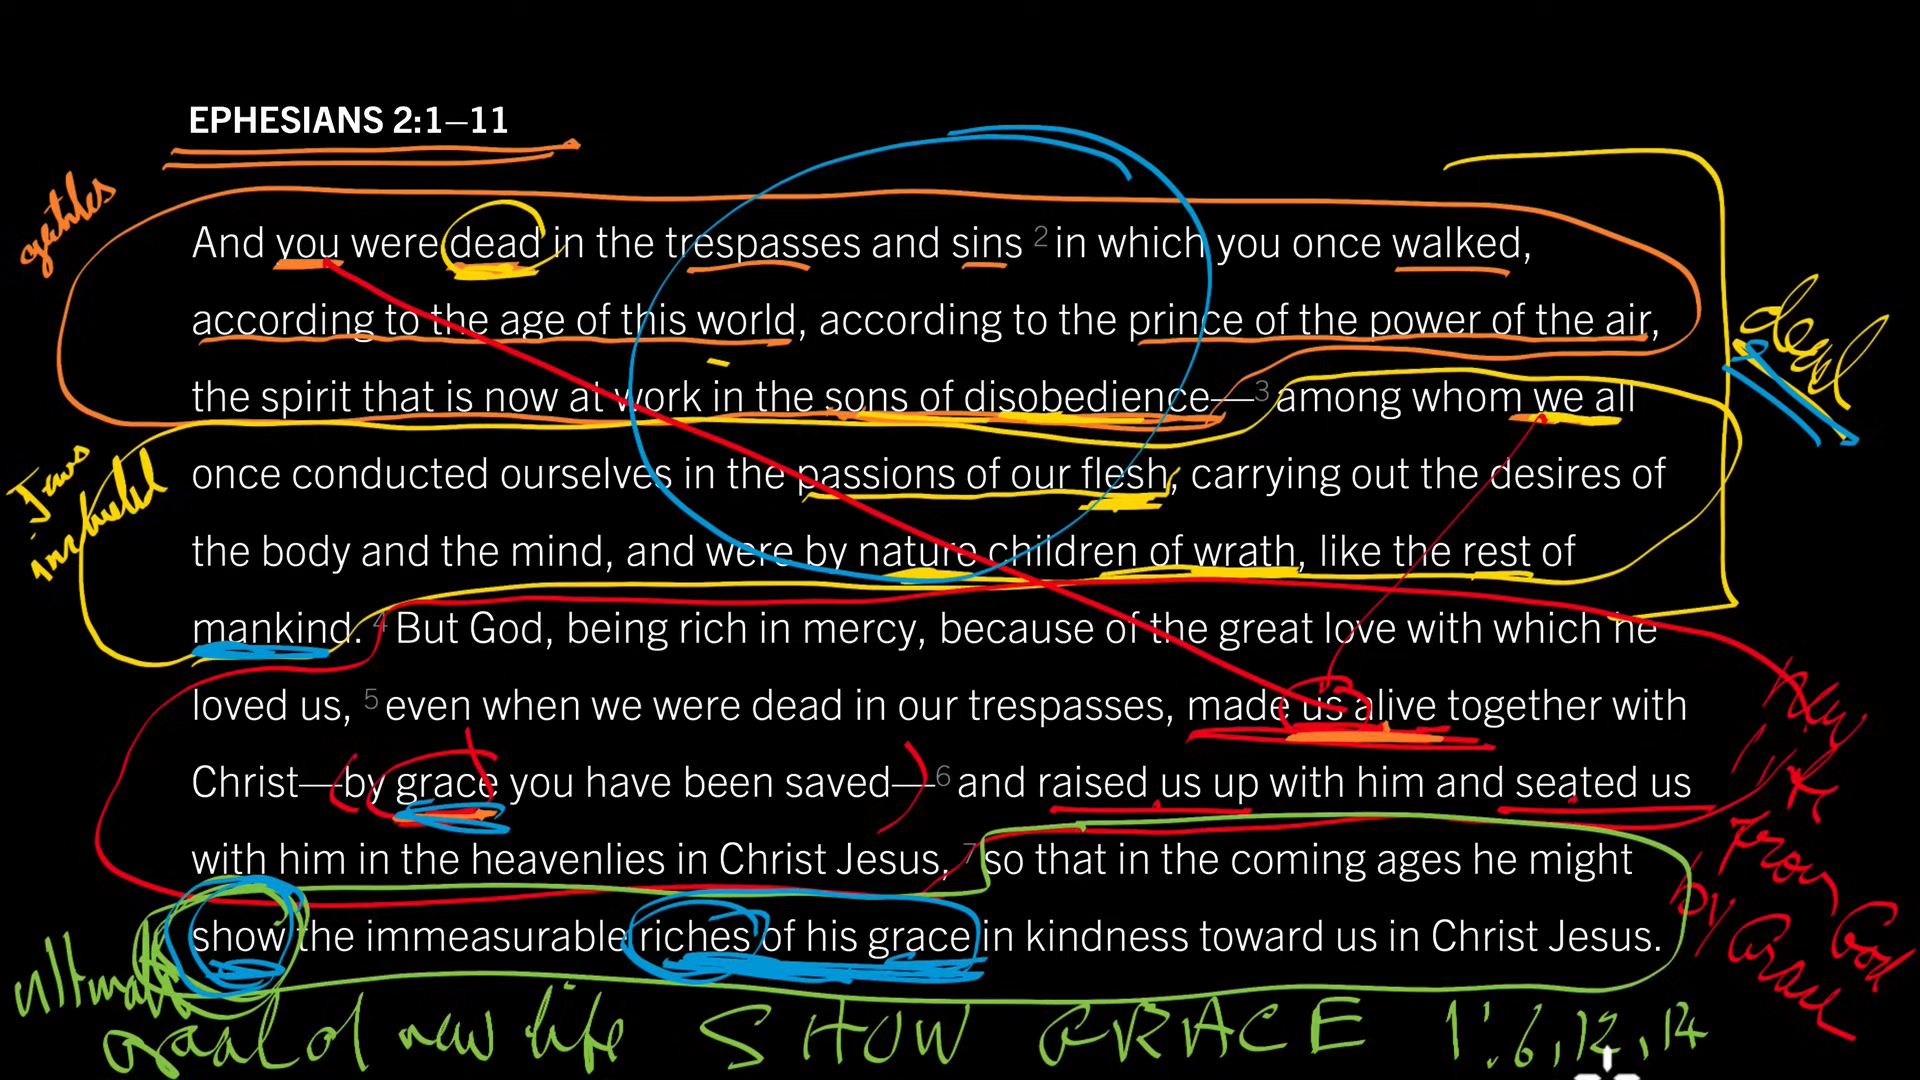 EPHESIANS 2:1–11
gentiles
And you were dead in the trespasses and sins 2 in which you once walked,
according to the age of this world, according to the prince of the power of the air,
dead
the spirit that is now at work in the sons of disobedience—3 among whom we all
Jews
included
once conducted ourselves in the passions of our flesh, carrying out the desires of
the body and the mind, and were by nature children of wrath, like the rest of
mankind. 4 But God, being rich in mercy, because of the great love with which he
loved us, 5 even when we were dead in our trespasses, made us alive together with
New
life
from God
by Grace
Christ—by grace you have been saved—6 and raised us up with him and seated us
with him in the heavenlies in Christ Jesus, 7 so that in the coming ages he might
show the immeasurable riches of his grace in kindness toward us in Christ Jesus.
ultimate
goal of new life SHOW GRACE 1:6,12,14